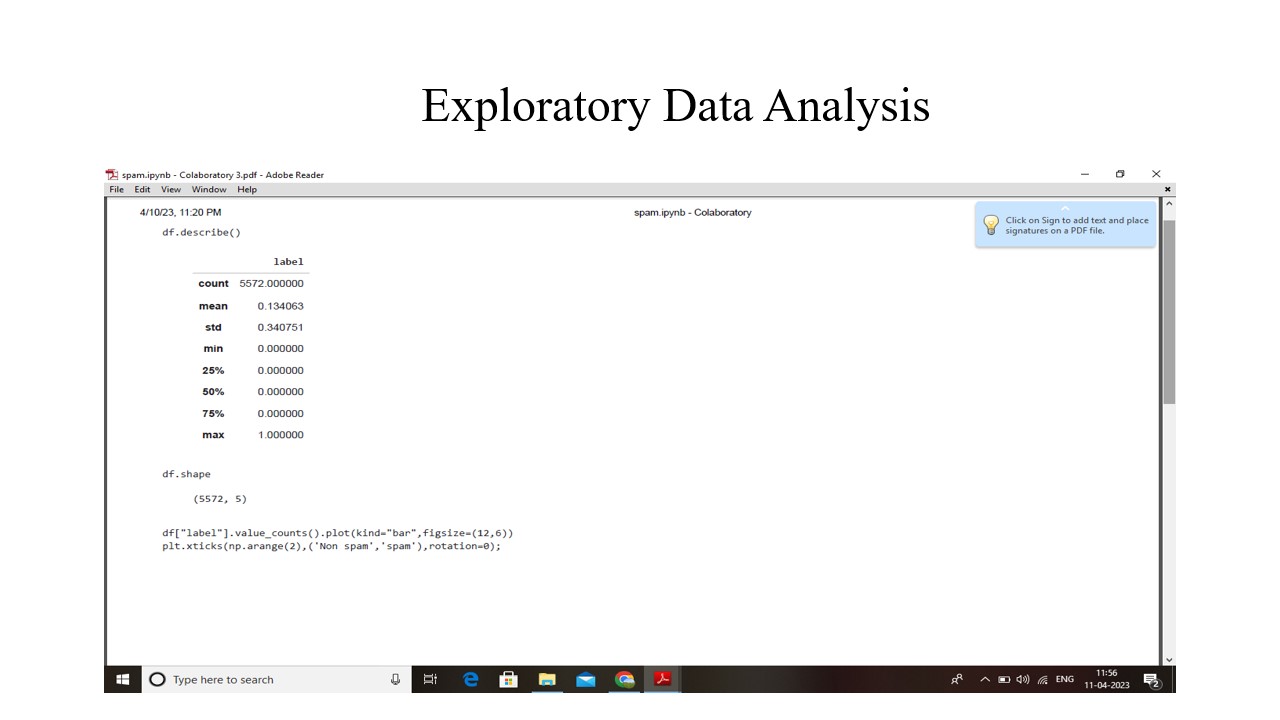 Exploratory Data Analysis
spam.ipynb - Colaboratory 3.pdf - Adobe Reader
File Edit View Window Help
4/10/23, 11:20 PM spam.ipynb - Colaboratory
Click on Sign to add text and place
signatures on a PDF file.
df.describe()
label
count 5572.000000
mean 0.134063
std 0.340751
min 0.000000
25% 0.000000
50% 0.000000
75% 0.000000
max 1.000000
df.shape
(5572, 5)
df["label"].value_counts().plot(kind="bar",figsize=(12,6))
plt.xticks(np.arange(2),('Non spam','spam'),rotation=0);
Type here to search
ENG
11:56
11-04-2023
2